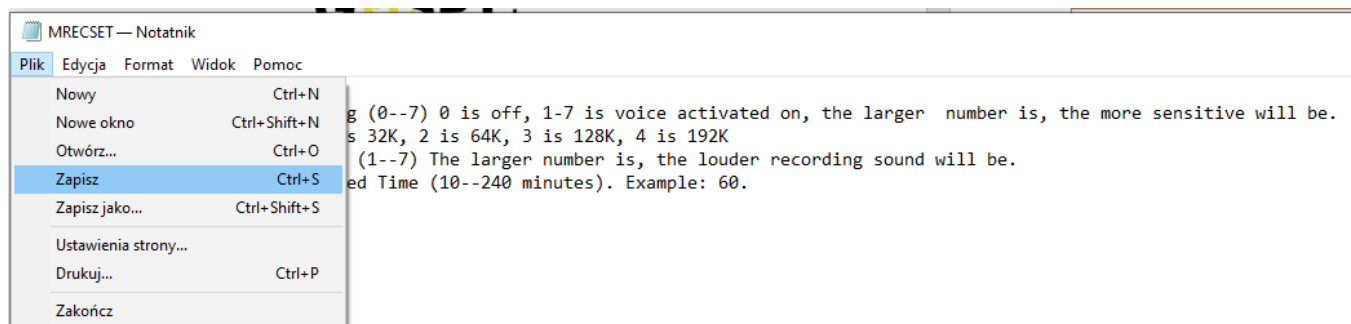 MRECSET — Notatnik
Plik Edycja Format Widok Pomoc
Nowy Ctrl+N
Nowe okno Ctrl+Shift+N
Otwórz... Ctrl+O
Zapisz Ctrl+S
Zapisz jako... Ctrl+Shift+S
Ustawienia strony...
Drukuj... Ctrl+P
Zakończ
g (0--7) 0 is off, 1-7 is voice activated on, the larger  number is, the more sensitive will be.
s 32K, 2 is 64K, 3 is 128K, 4 is 192K
(1--7) The larger number is, the louder recording sound will be.
ed Time (10--240 minutes). Example: 60.